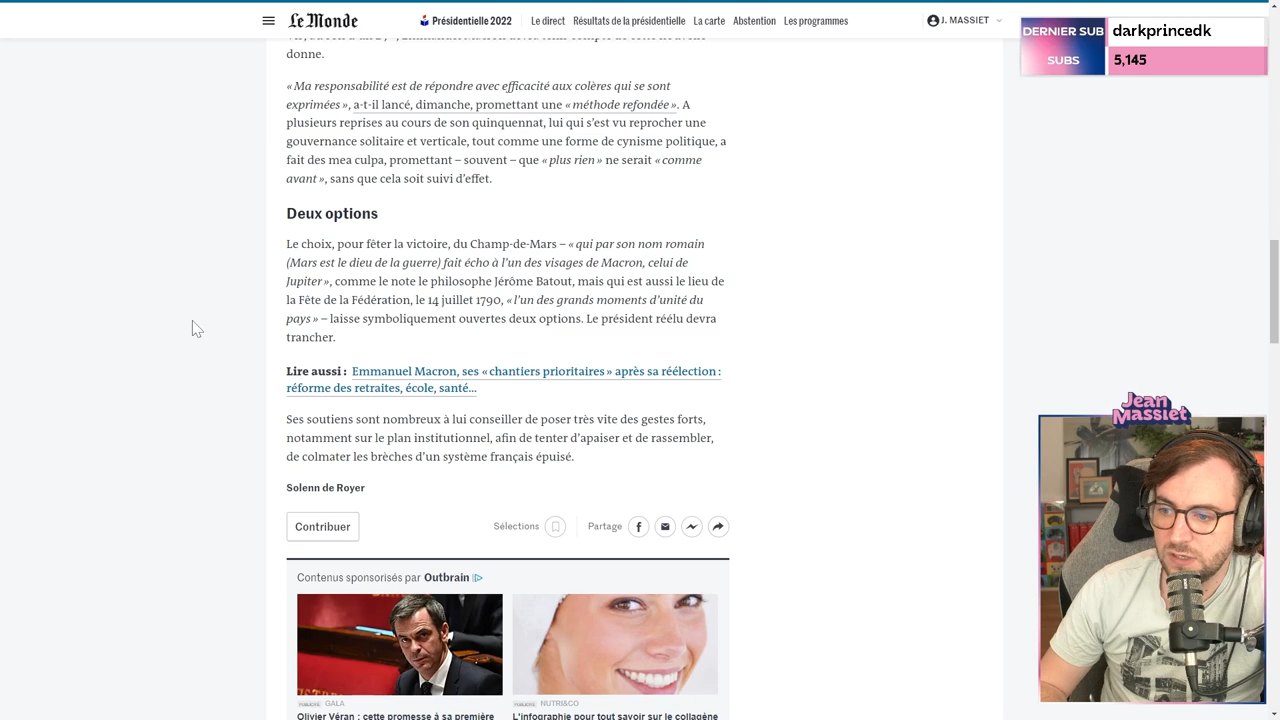 Le Monde
Présidentielle 2022
Le direct
Résultats de la présidentielle
La carte
Abstention
Les programmes
J. MASSIET
DERNIER SUB
darkprincedk
SUBS
5,145
donne.
« Ma responsabilité est de répondre avec efficacité aux colères qui se sont
exprimées », a-t-il lancé, dimanche, promettant une « méthode refondée ». A
plusieurs reprises au cours de son quinquennat, lui qui s’est vu reprocher une
gouvernance solitaire et verticale, tout comme une forme de cynisme politique, a
fait des mea culpa, promettant – souvent – que « plus rien » ne serait « comme
avant », sans que cela soit suivi d’effet.
Deux options
Le choix, pour fêter la victoire, du Champ-de-Mars – « qui par son nom romain
(Mars est le dieu de la guerre) fait écho à l’un des visages de Macron, celui de
Jupiter », comme le note le philosophe Jérôme Batout, mais qui est aussi le lieu de
la Fête de la Fédération, le 14 juillet 1790, « l’un des grands moments d’unité du
pays » – laisse symboliquement ouvertes deux options. Le président réélu devra
trancher.
Lire aussi : Emmanuel Macron, ses « chantiers prioritaires » après sa réélection :
réforme des retraites, école, santé…
Ses soutiens sont nombreux à lui conseiller de poser très vite des gestes forts,
notamment sur le plan institutionnel, afin de tenter d’apaiser et de rassembler,
de colmater les brèches d’un système français épuisé.
Solenn de Royer
Contribuer
Sélections
Partage
Contenus sponsorisés par Outbrain
Jean
Massiet
GALA
NUTRI&CO
Olivier Véran : cette promesse à sa première
L'infographie pour tout savoir sur le collagène